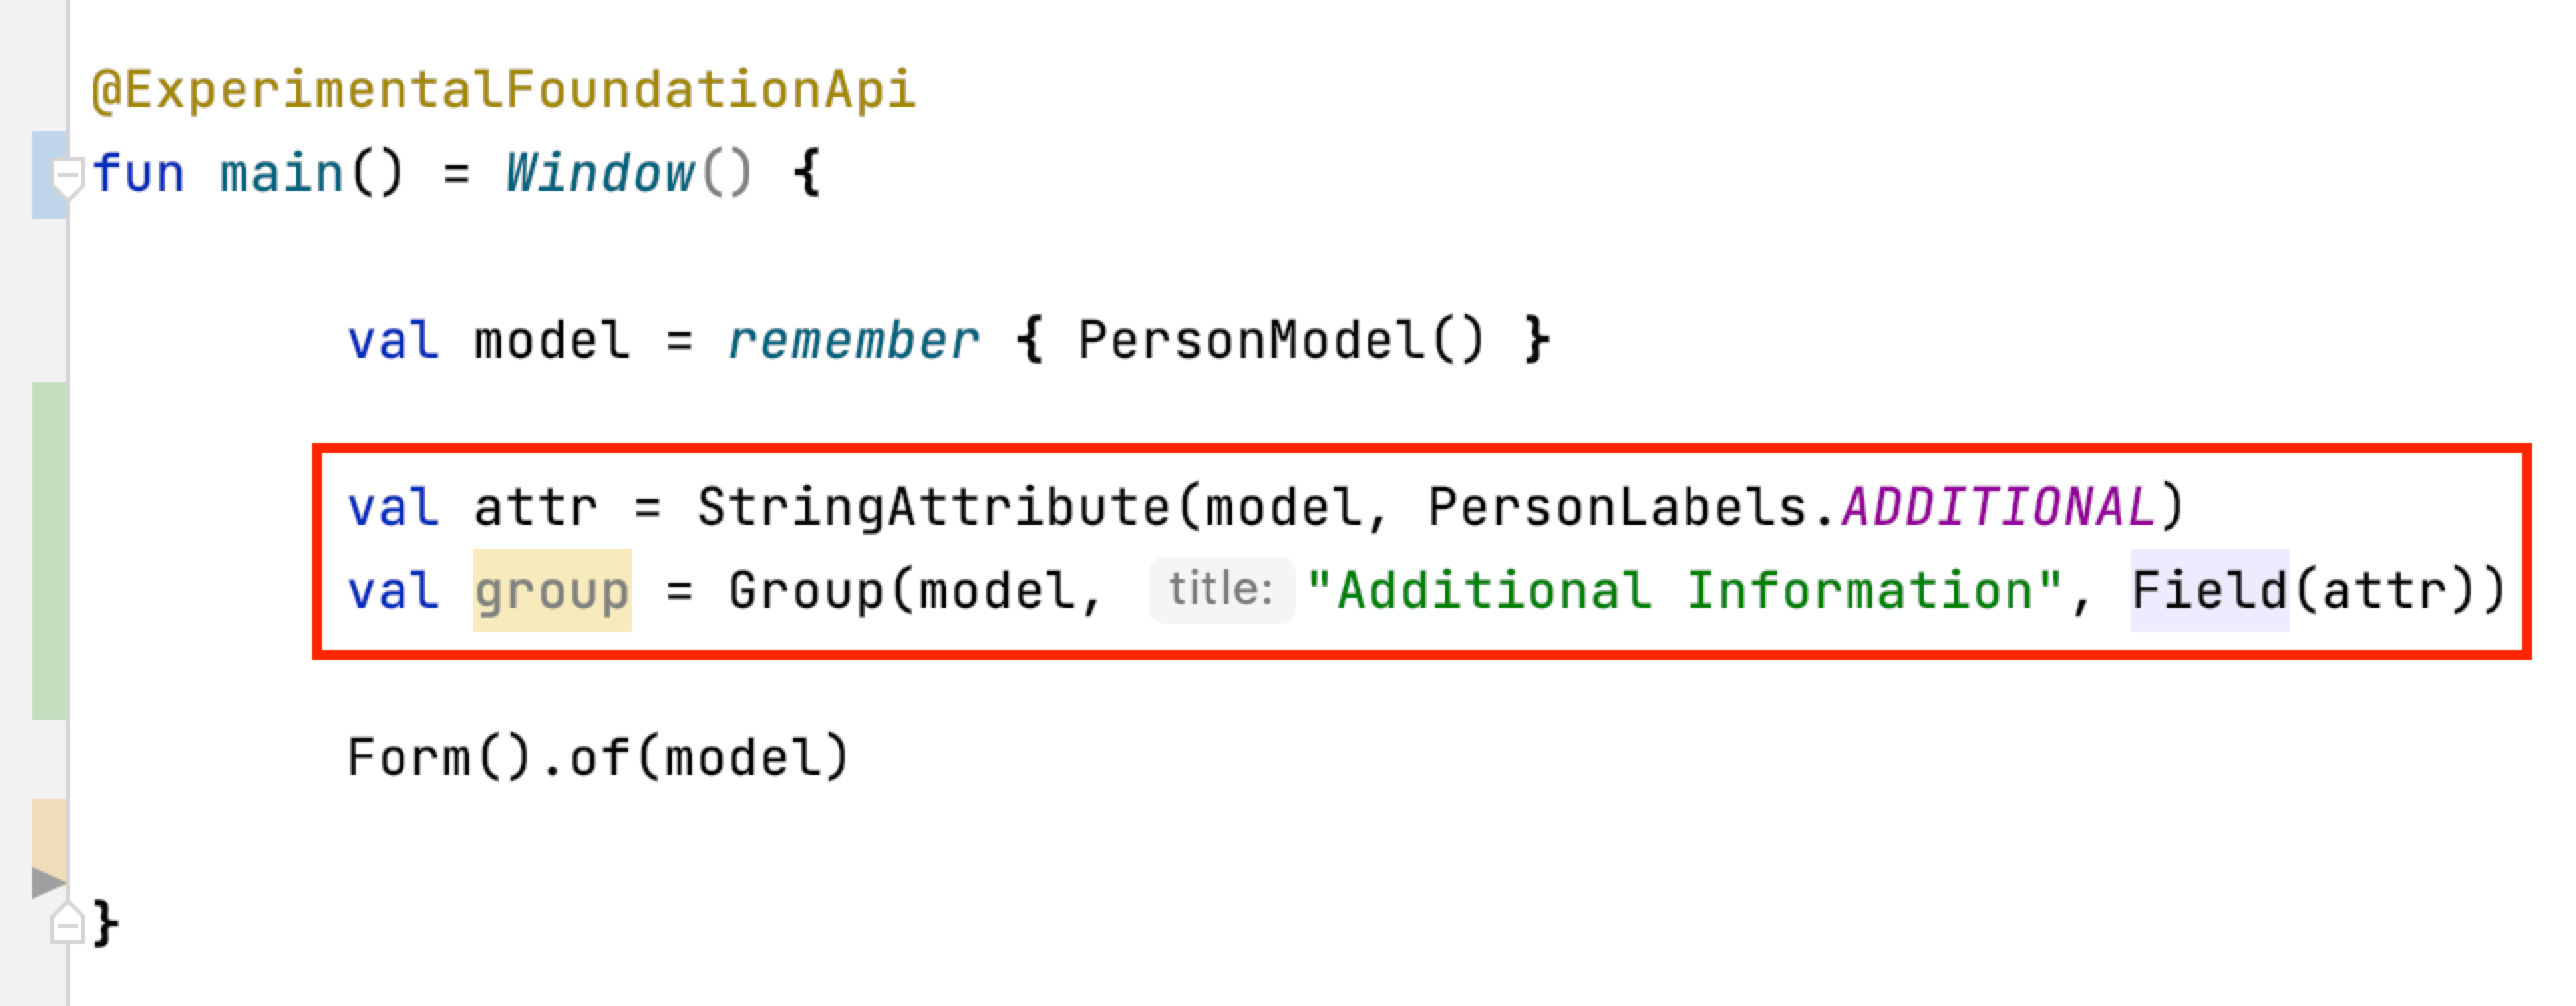 @ExperimentalFoundationApi
fun main() = Window() {
val model = remember { PersonModel() }
val attr = StringAttribute(model, PersonLabels.ADDITIONAL)
val group = Group(model, title: "Additional Information", Field(attr))
Form().of(model)
}